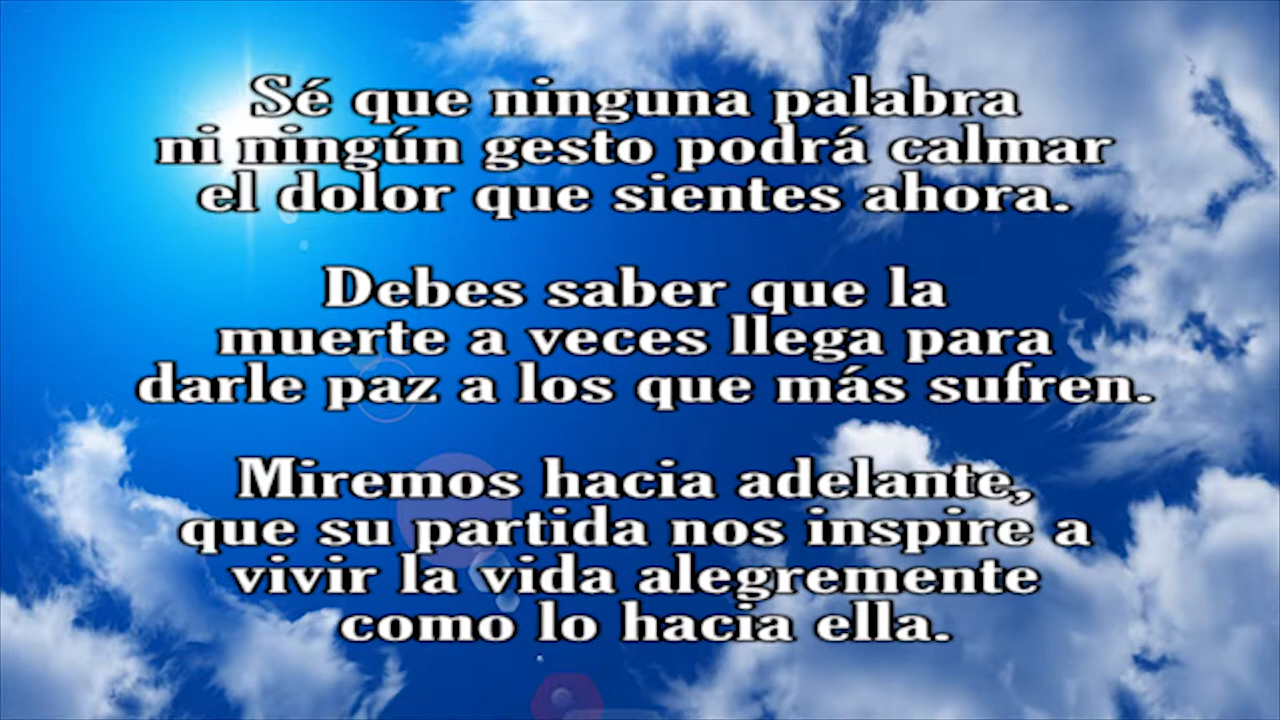 Sé que ninguna palabra
ni ningún gesto podrá calmar
el dolor que sientes ahora.
Debes saber que la
muerte a veces llega para
darle paz a los que más sufren.
Miremos hacia adelante,
que su partida nos inspire a
vivir la vida alegremente
como lo hacia ella.